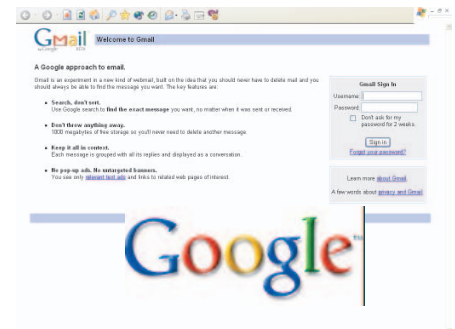 Gmail
by Google BETA
Welcome to Gmail
A Google approach to email.
Gmail is an experiment in a new kind of webmail, built on the idea that you should never have to delete mail and you
should always be able to find the message you want. The key features are:
Search, don't sort.
Use Google search to find the exact message you want, no matter when it was sent or received.
Don't throw anything away.
1000 megabytes of free storage so you'll never need to delete another message.
Keep it all in context.
Each message is grouped with all its replies and displayed as a conversation.
No pop-up ads. No untargeted banners.
You see only relevant text ads and links to related web pages of interest.
Gmail Sign In
Username:
Password:
Don't ask for my
password for 2 weeks.
Sign in
Forgot your password?
Learn more about Gmail.
A few words about privacy and Gmail.
Google